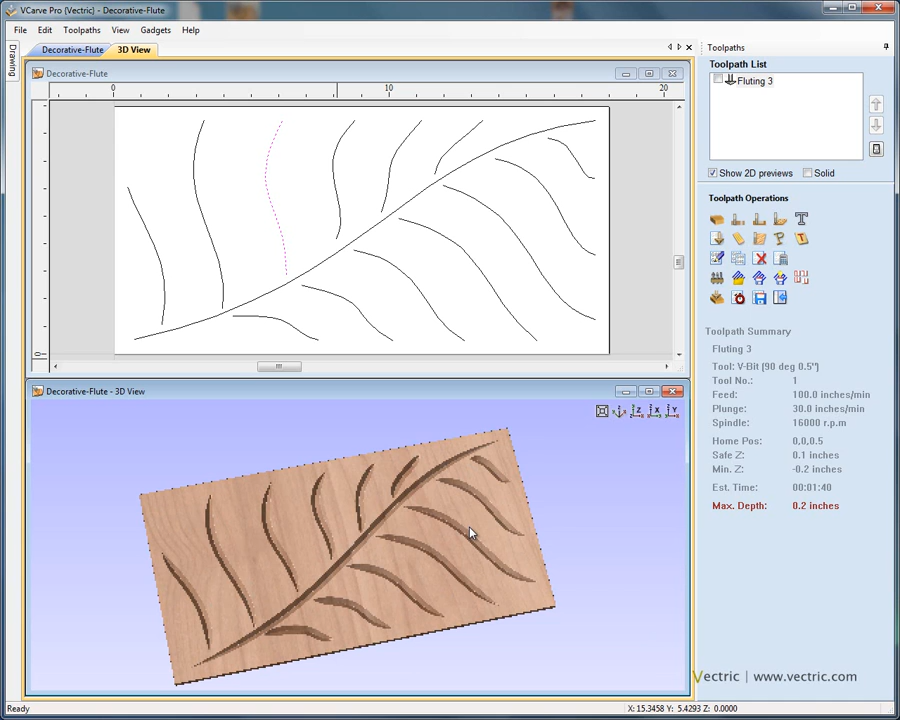 VCarve Pro {Vectric} - Decorative-Flute
File Edit Toolpaths View Gadgets Help
Drawing
Decorative-Flute 3D View
Decorative-Flute
0 10 20
0
Decorative-Flute - 3D View
Z X Y
Toolpaths
Toolpath List
Fluting 3
Show 2D previews Solid
Toolpath Operations
Toolpath Summary
Fluting 3
Tool: V-Bit {90 deg 0.5"}
Tool No.: 1
Feed: 100.0 inches/min
Plunge: 30.0 inches/min
Spindle: 16000 r.p.m
Home Pos: 0,0,0.5
Safe Z: 0.1 inches
Min. Z: -0.2 inches
Est. Time: 00:01:40
Max. Depth: 0.2 inches
Vectric | www.vectric.com
Ready X: 15.3458 Y: 5.4293 Z: 0.0000